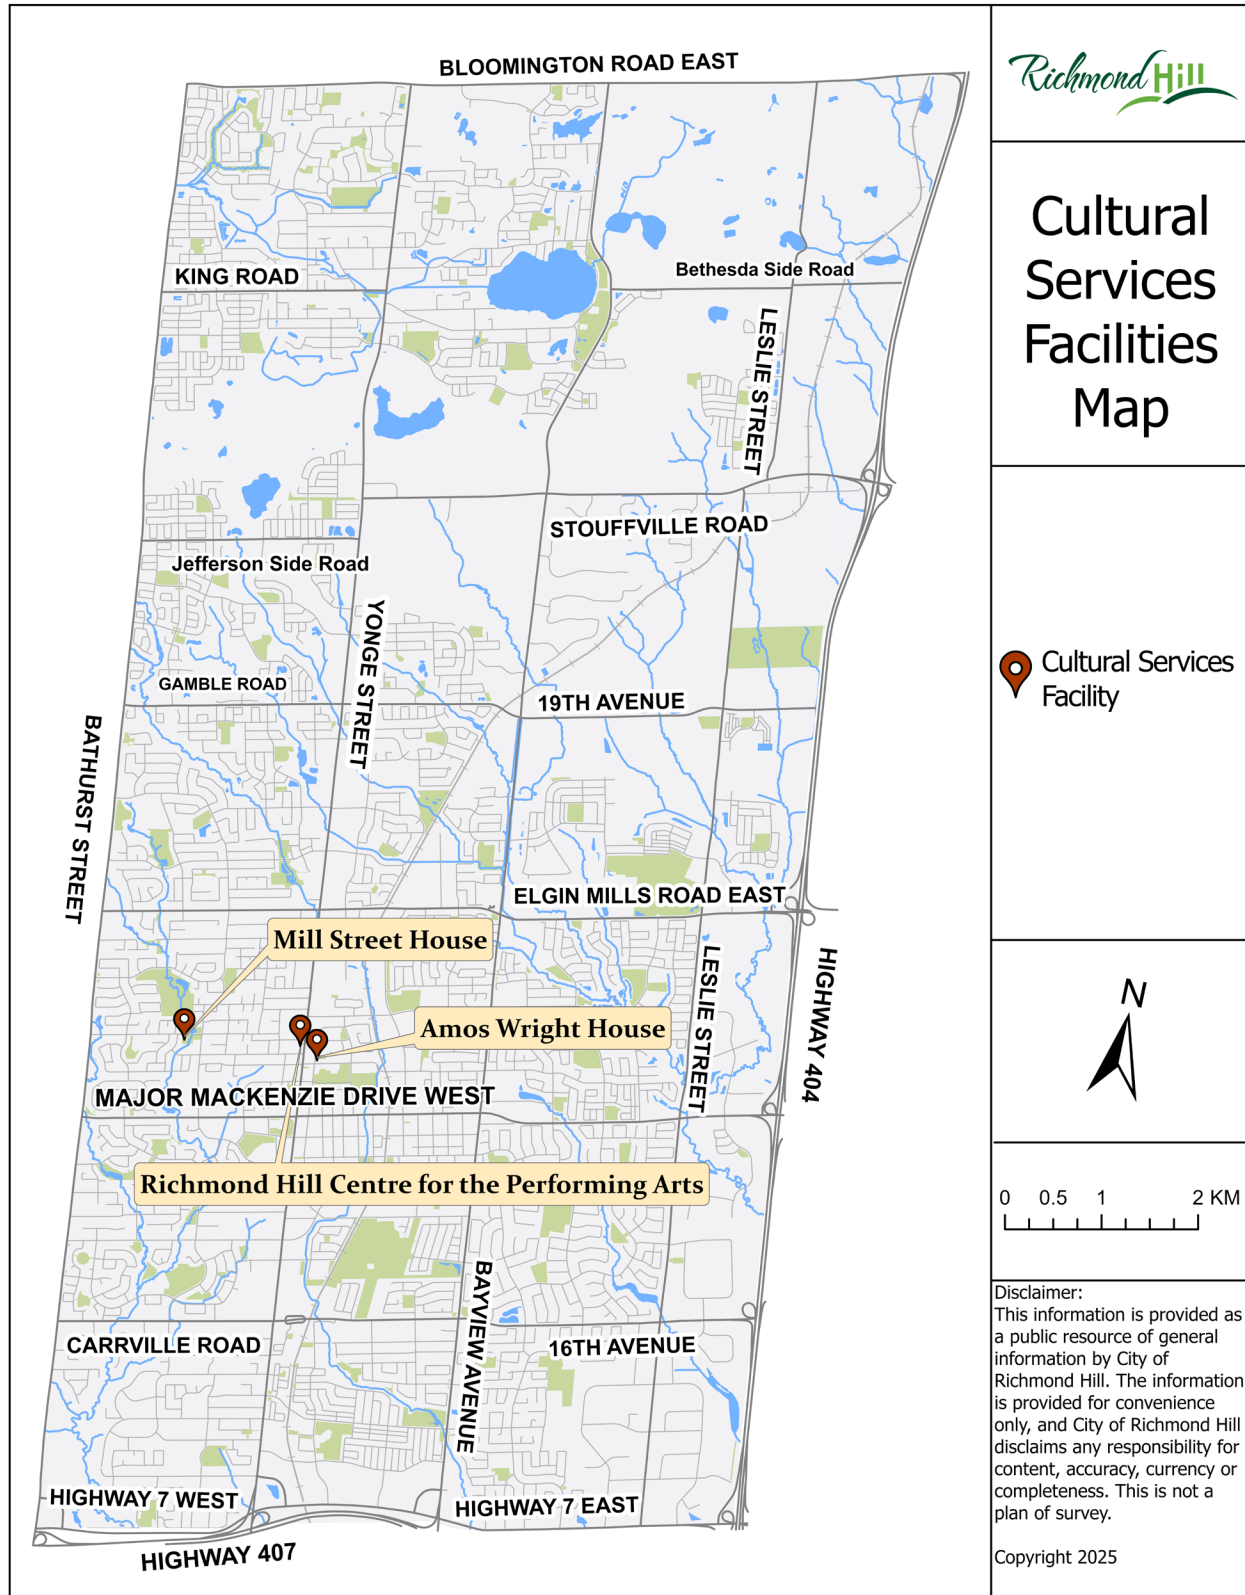 BLOOMINGTON ROAD EAST
KING ROAD
Bethesda Side Road
LESLIE STREET
STOUFFVILLE ROAD
Jefferson Side Road
YONGE STREET
GAMBLE ROAD
19TH AVENUE
BATHURST STREET
ELGIN MILLS ROAD EAST
Mill Street House
LESLIE STREET
HIGHWAY 404
Amos Wright House
MAJOR MACKENZIE DRIVE WEST
Richmond Hill Centre for the Performing Arts
BAYVIEW AVENUE
CARRVILLE ROAD
16TH AVENUE
HIGHWAY 7 WEST
HIGHWAY 7 EAST
HIGHWAY 407
Richmond Hill
Cultural
Services
Facilities
Map
Cultural Services
Facility
N
0 0.5 1 2 KM
Disclaimer:
This information is provided as
a public resource of general
information by City of
Richmond Hill. The information
is provided for convenience
only, and City of Richmond Hill
disclaims any responsibility for
content, accuracy, currency or
completeness. This is not a
plan of survey.
Copyright 2025